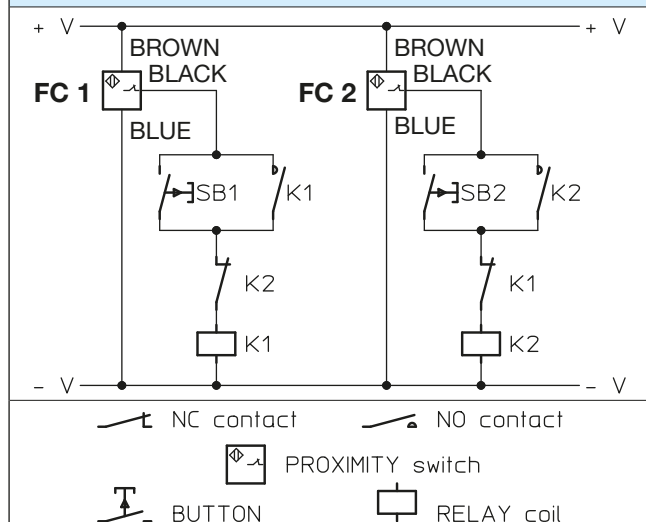 + V + V
BROWN BROWN
BLACK BLACK
FC 1 FC 2
BLUE BLUE
SB1 K1 SB2 K2
K2 K1
K1 K2
- V - V
NC contact NO contact
PROXIMITY switch
BUTTON RELAY coil